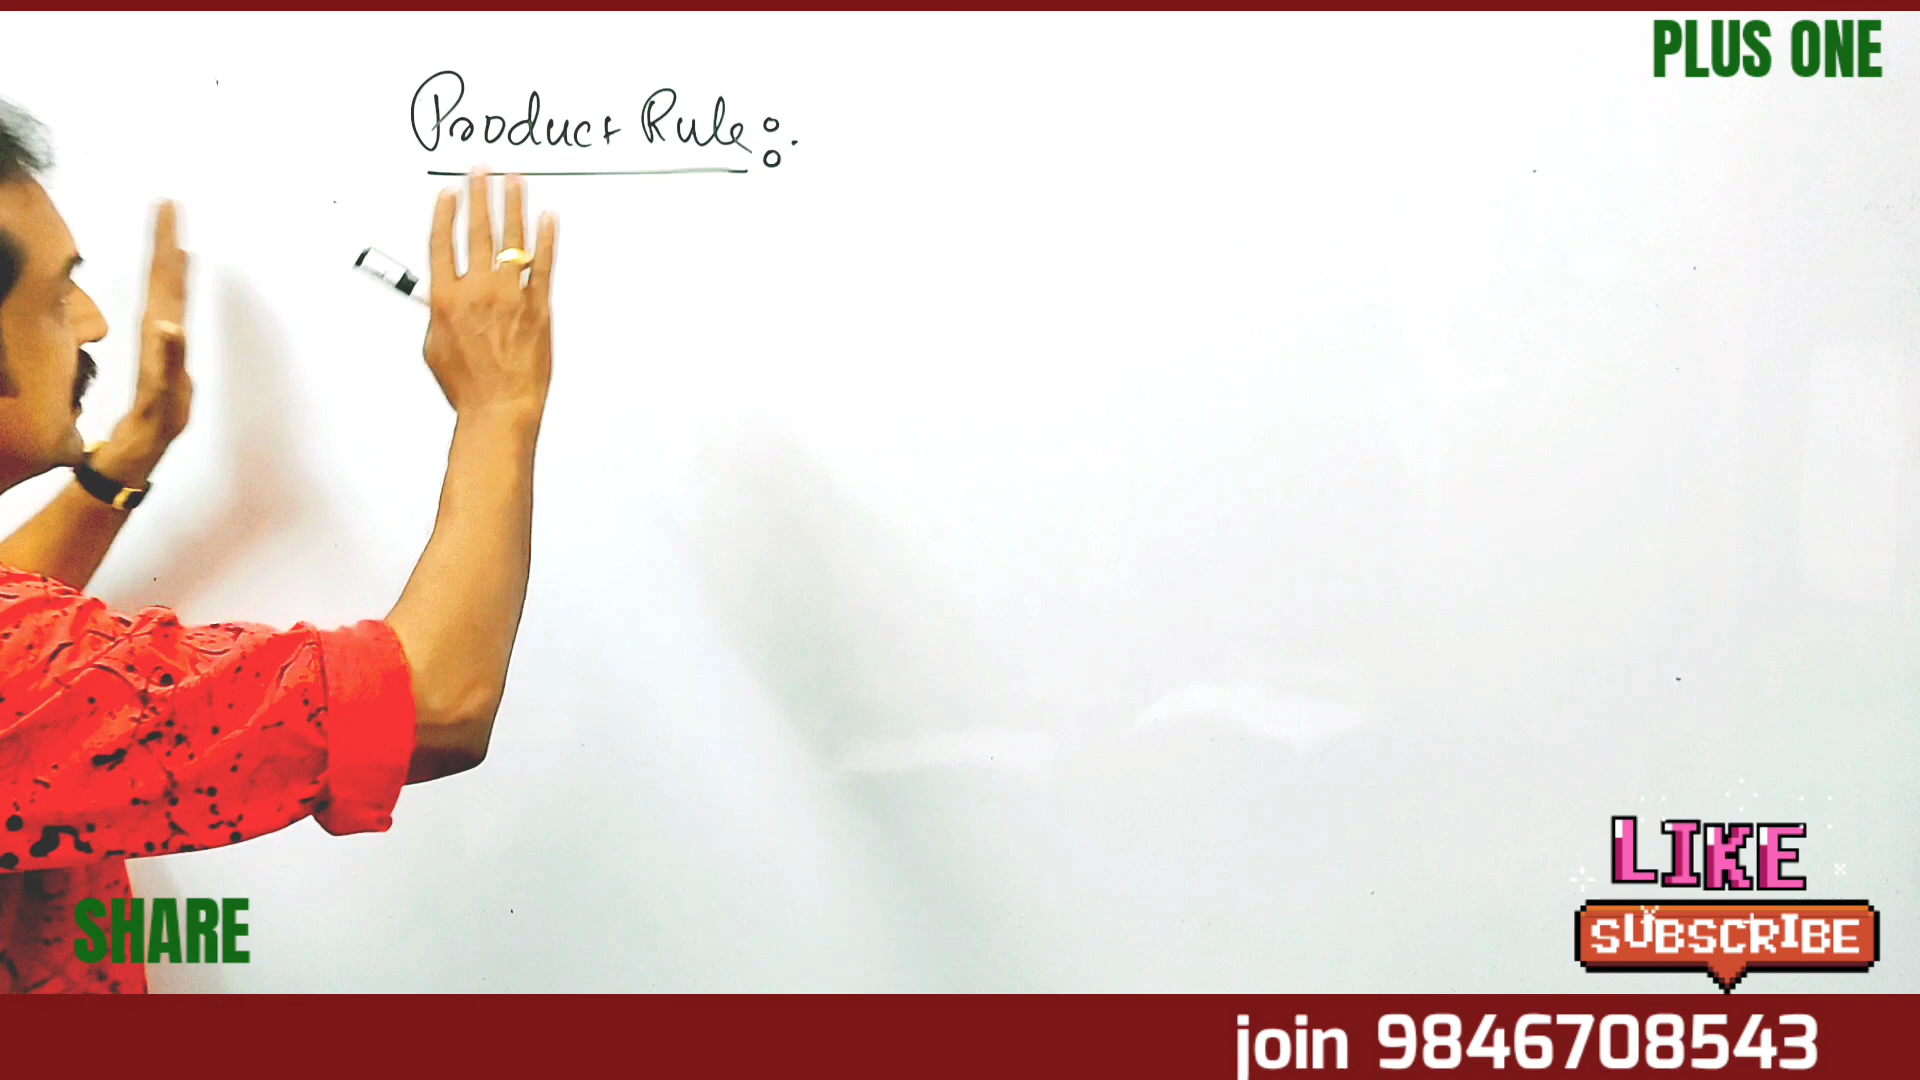 PLUS ONE
Product Rule :
SHARE
LIKE
SUBSCRIBE
join 9846708543